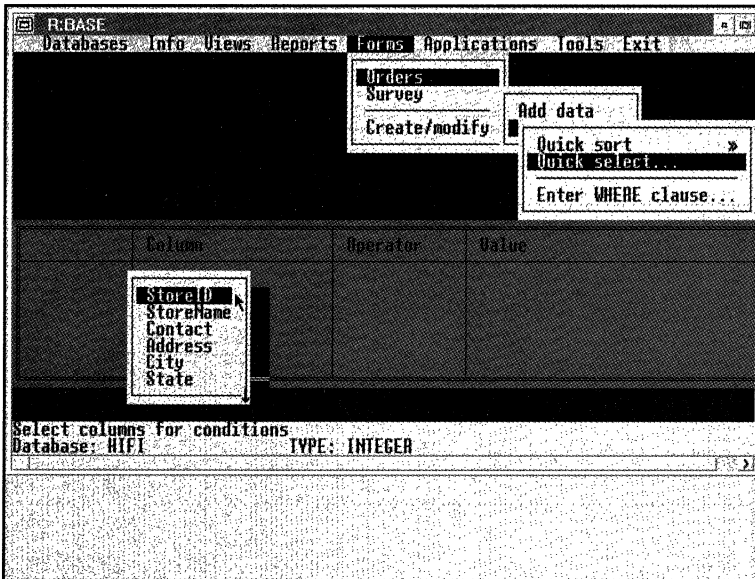 R:BASE
Databases Info Views Reports Forms Applications Tools Exit
Orders
Survey
Create/modify
Add data
Quick sort »
Quick select...
Enter WHERE clause...
Column Operator Value
StoreID
StoreName
Contact
Address
City
State
Select columns for conditions
Database: HIFI TYPE: INTEGER